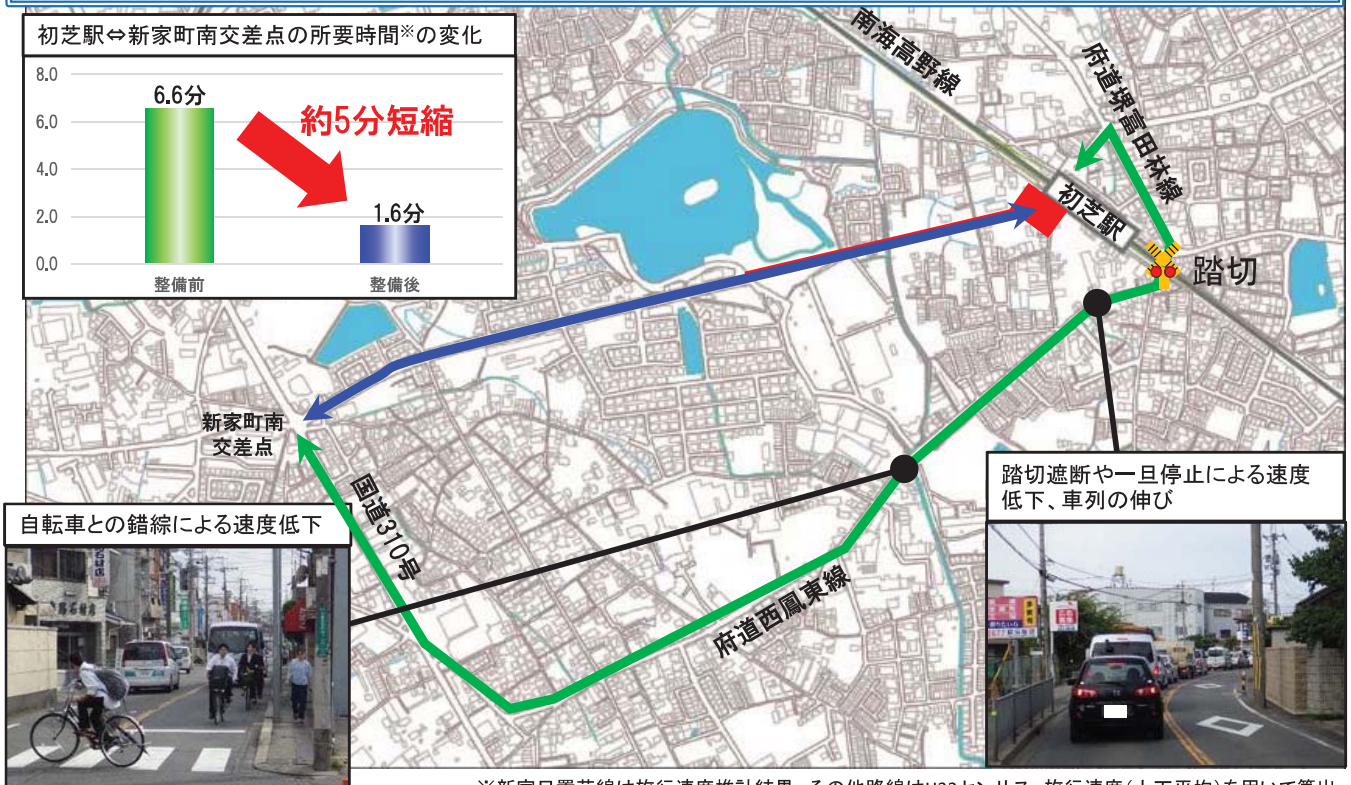 初芝駅⇔新家町南交差点の所要時間※の変化
8.0
6.0
4.0
2.0
0.0
6.6分
約5分短縮
1.6分
整備前
整備後
南海高野線
府道堺富田林線
初芝駅
踏切
新家町南
交差点
国道310号
府道西鳳東線
自転車との錯綜による速度低下
踏切遮断や一旦停止による速度
低下、車列の伸び